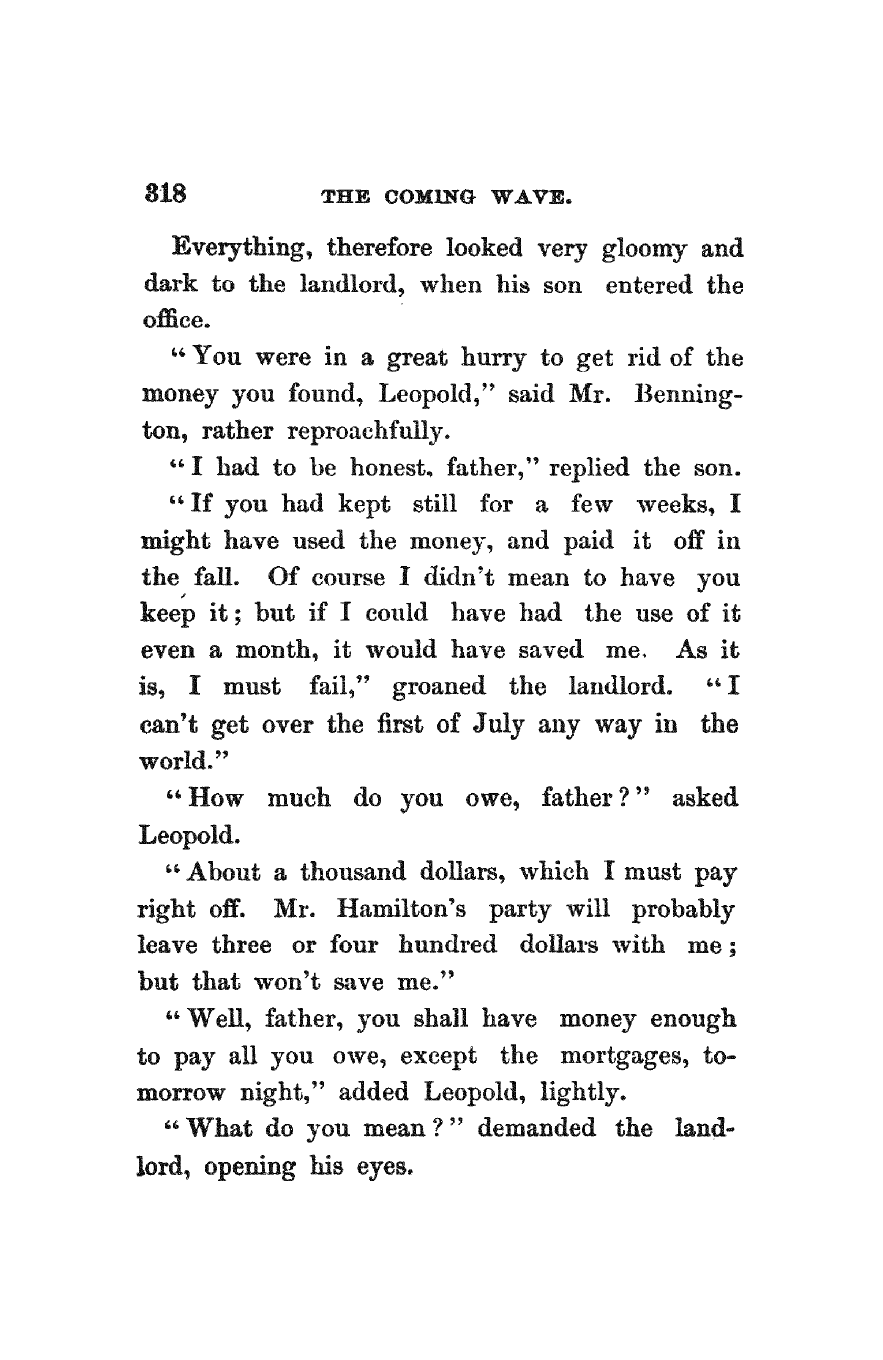 318 THE COMING WAVE.
Everything, therefore looked very gloomy and
dark to the landlord, when his son entered the
office.
“You were in a great hurry to get rid of the
money you found, Leopold,” said Mr. Benning-
ton, rather reproachfully.
“I had to be honest, father,” replied the son.
“If you had kept still for a few weeks, I
might have used the money, and paid it off in
the fall. Of course I didn’t mean to have you
keep it; but if I could have had the use of it
even a month, it would have saved me. As it
is, I must fail,” groaned the landlord. “I
can’t get over the first of July any way in the
world.”
“How much do you owe, father?” asked
Leopold.
“About a thousand dollars, which I must pay
right off. Mr. Hamilton’s party will probably
leave three or four hundred dollars with me;
but that won’t save me.”
“Well, father, you shall have money enough
to pay all you owe, except the mortgages, to-
morrow night,” added Leopold, lightly.
“What do you mean?” demanded the land-
lord, opening his eyes.